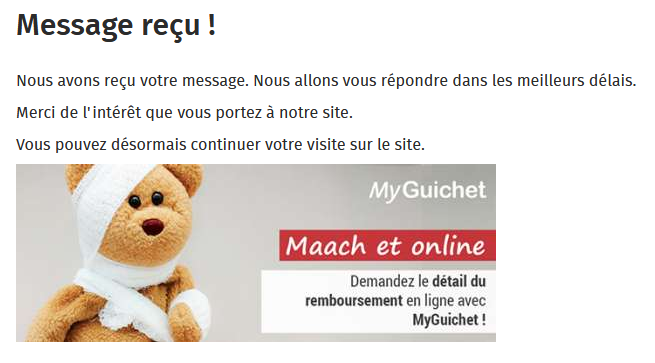 Message reçu !
Nous avons reçu votre message. Nous allons vous répondre dans les meilleurs délais.
Merci de l'intérêt que vous portez à notre site.
Vous pouvez désormais continuer votre visite sur le site.
MyGuichet
Maach et online
Demandez le détail du
remboursement en ligne avec
MyGuichet !